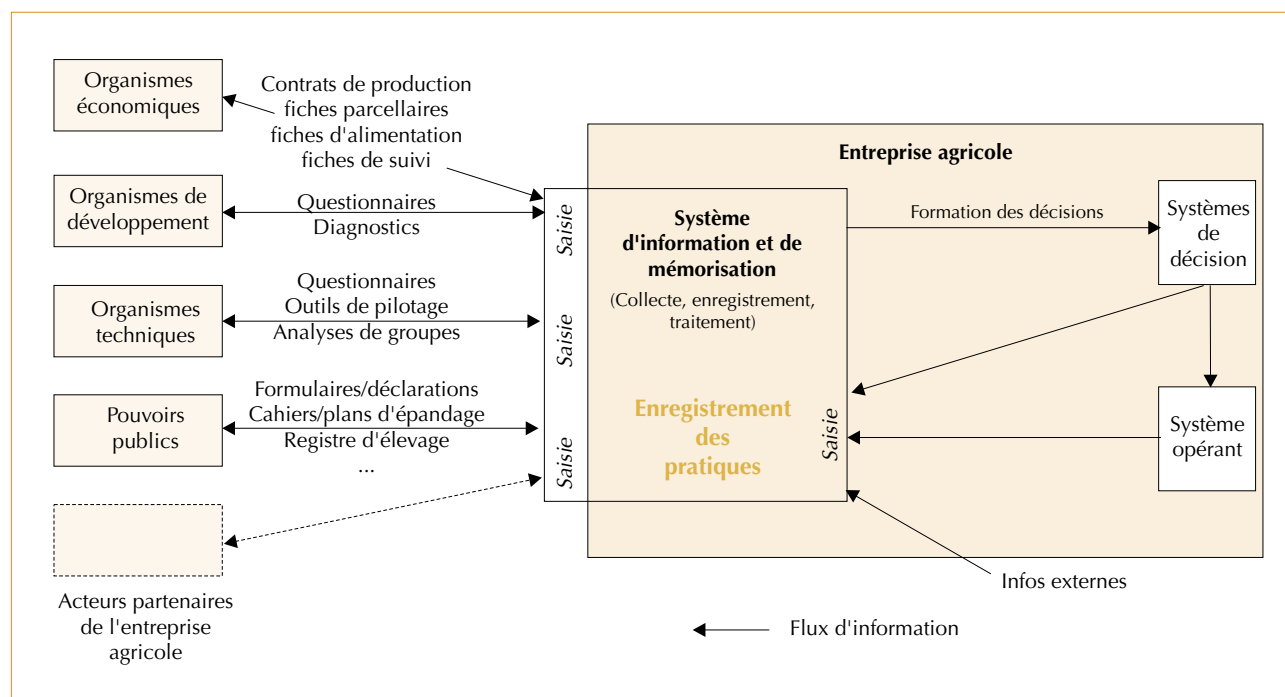 Organismes
économiques
Contrats de production
fiches parcellaires
fiches d'alimentation
fiches de suivi
Organismes de
développement
Questionnaires
Diagnostics
Organismes
techniques
Questionnaires
Outils de pilotage
Analyses de groupes
Pouvoirs
publics
Formulaires/déclarations
Cahiers/plans d'épandage
Registre d'élevage
...
Acteurs partenaires
de l'entreprise
agricole
Entreprise agricole
Saisie
Saisie
Saisie
Système
d'information et de
mémorisation
(Collecte, enregistrement,
traitement)
Enregistrement
des
pratiques
Saisie
Formation des décisions
Systèmes
de
décision
Système
opérant
Infos externes
Flux d'information